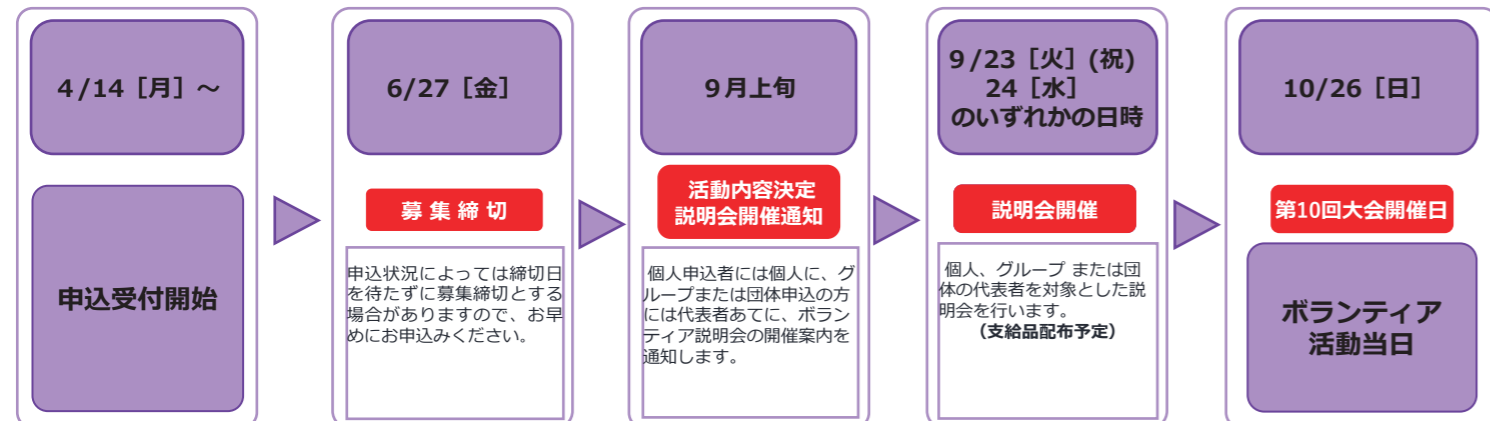 4/14［月］～
申込受付開始
6/27［金］
募 集 締 切
申込状況によっては締切日
を待たずに募集締切とする
場合がありますので、お早
めにお申込みください。
9月上旬
活動内容決定
説明会開催通知
個人申込者には個人に、グ
ループまたは団体申込の方
には代表者あてに、ボラン
ティア説明会の開催案内を
通知します。
9/23［火］(祝)
24［水］
のいずれかの日時
説明会開催
個人、グループ または団
体の代表者を対象とした説
明会を行います。
（支給品配布予定）
10/26［日］
第10回大会開催日
ボランティア
活動当日